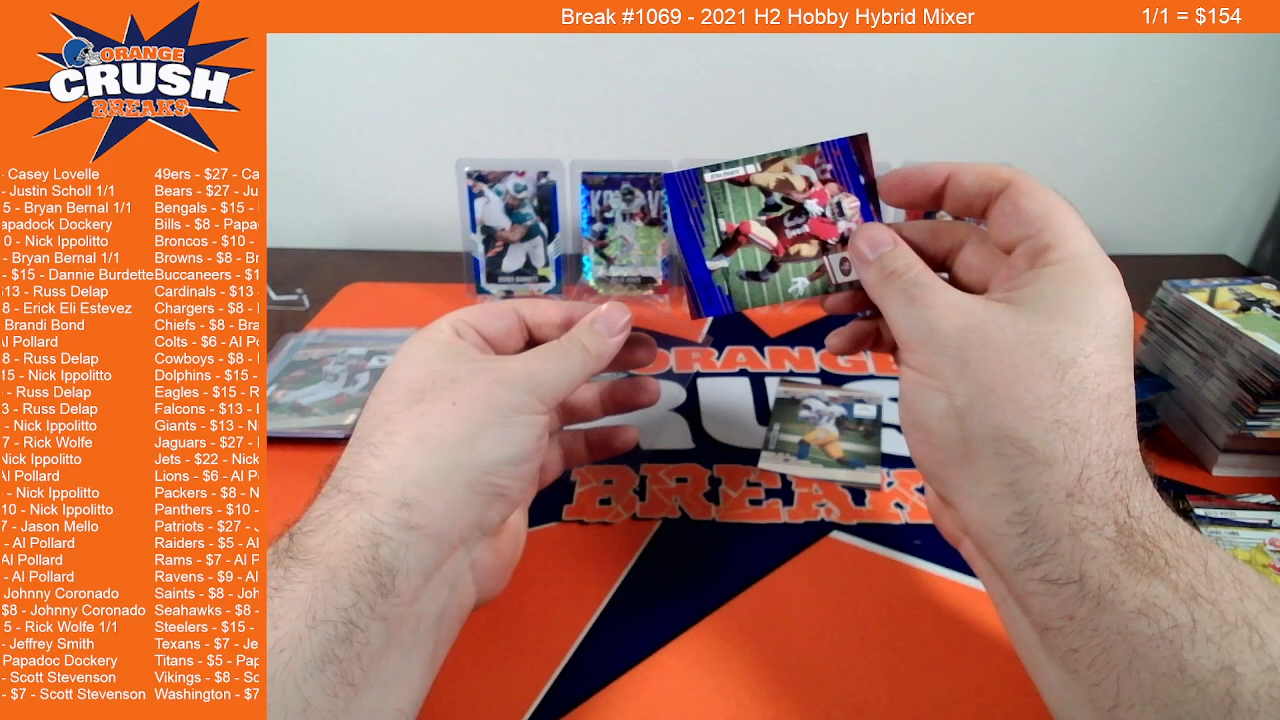 Break #1069 - 2021 H2 Hobby Hybrid Mixer
1/1 = $154
ORANGE
CRUSH
BREAKS
- Casey Lovelle
- Justin Scholl 1/1
5 - Bryan Bernal 1/1
apadock Dockery
0 - Nick Ippolitto
- Bryan Bernal 1/1
- $15 - Dannie Burdette
13 - Russ Delap
8 - Erick Eli Estevez
Brandi Bond
Al Pollard
8 - Russ Delap
15 - Nick Ippolitto
- Russ Delap
3 - Russ Delap
- Nick Ippolitto
7 - Rick Wolfe
Nick Ippolitto
Al Pollard
- Nick Ippolitto
10 - Nick Ippolitto
7 - Jason Mello
- Al Pollard
Al Pollard
- Al Pollard
Johnny Coronado
$8 - Johnny Coronado
5 - Rick Wolfe 1/1
- Jeffrey Smith
Papadoc Dockery
- Scott Stevenson
- $7 - Scott Stevenson
49ers - $27 - Ca
Bears - $27 - Ju
Bengals - $15 -
Bills - $8 - Papa
Broncos - $10 -
Browns - $8 - Br
Buccaneers - $1
Cardinals - $13 -
Chargers - $8 -
Chiefs - $8 - Bra
Colts - $6 - Al Po
Cowboys - $8 -
Dolphins - $15 -
Eagles - $15 - R
Falcons - $13 -
Giants - $13 - Ni
Jaguars - $27 -
Jets - $22 - Nick
Lions - $6 - Al P
Packers - $8 - N
Panthers - $10 -
Patriots - $27 -
Raiders - $5 - Al
Rams - $7 - Al P
Ravens - $9 - Al
Saints - $8 - Joh
Seahawks - $8 -
Steelers - $15 -
Texans - $7 - Je
Titans - $5 - Pap
Vikings - $8 - Sc
Washington - $7
ORANGE
RUS
BREAK